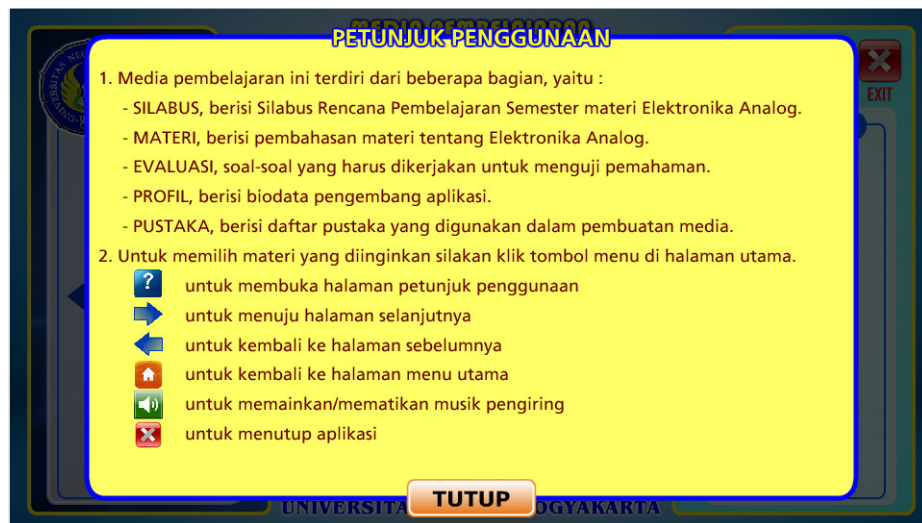 MEDIA PEMBELAJARAN
PETUNJUK PENGGUNAAN
EXIT
1. Media pembelajaran ini terdiri dari beberapa bagian, yaitu :
- SILABUS, berisi Silabus Rencana Pembelajaran Semester materi Elektronika Analog.
- MATERI, berisi pembahasan materi tentang Elektronika Analog.
- EVALUASI, soal-soal yang harus dikerjakan untuk menguji pemahaman.
- PROFIL, berisi biodata pengembang aplikasi.
- PUSTAKA, berisi daftar pustaka yang digunakan dalam pembuatan media.
2. Untuk memilih materi yang diinginkan silakan klik tombol menu di halaman utama.
? untuk membuka halaman petunjuk penggunaan
untuk menuju halaman selanjutnya
untuk kembali ke halaman sebelumnya
untuk kembali ke halaman menu utama
untuk memainkan/mematikan musik pengiring
untuk menutup aplikasi
TUTUP